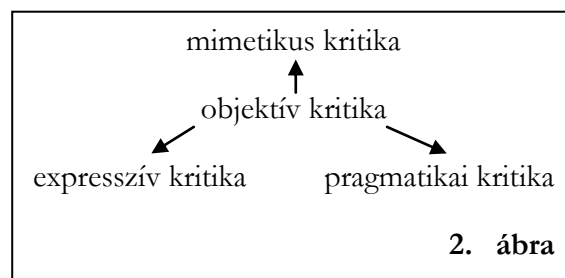 mimetikus kritika
objektív kritika
expresszív kritika pragmatikai kritika
2. ábra